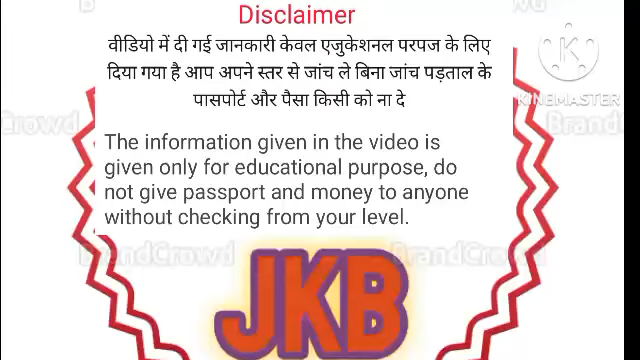 Disclaimer
वीडियो में दी गई जानकारी केवल एजुकेशनल परपज के लिए
दिया गया है आप अपने स्तर से जांच ले बिना जांच पड़ताल के
पासपोर्ट और पैसा किसी को ना दे
KINEMASTER
The information given in the video is
given only for educational purpose, do
not give passport and money to anyone
without checking from your level.
BrandCrowd BrandCrowd
JKB